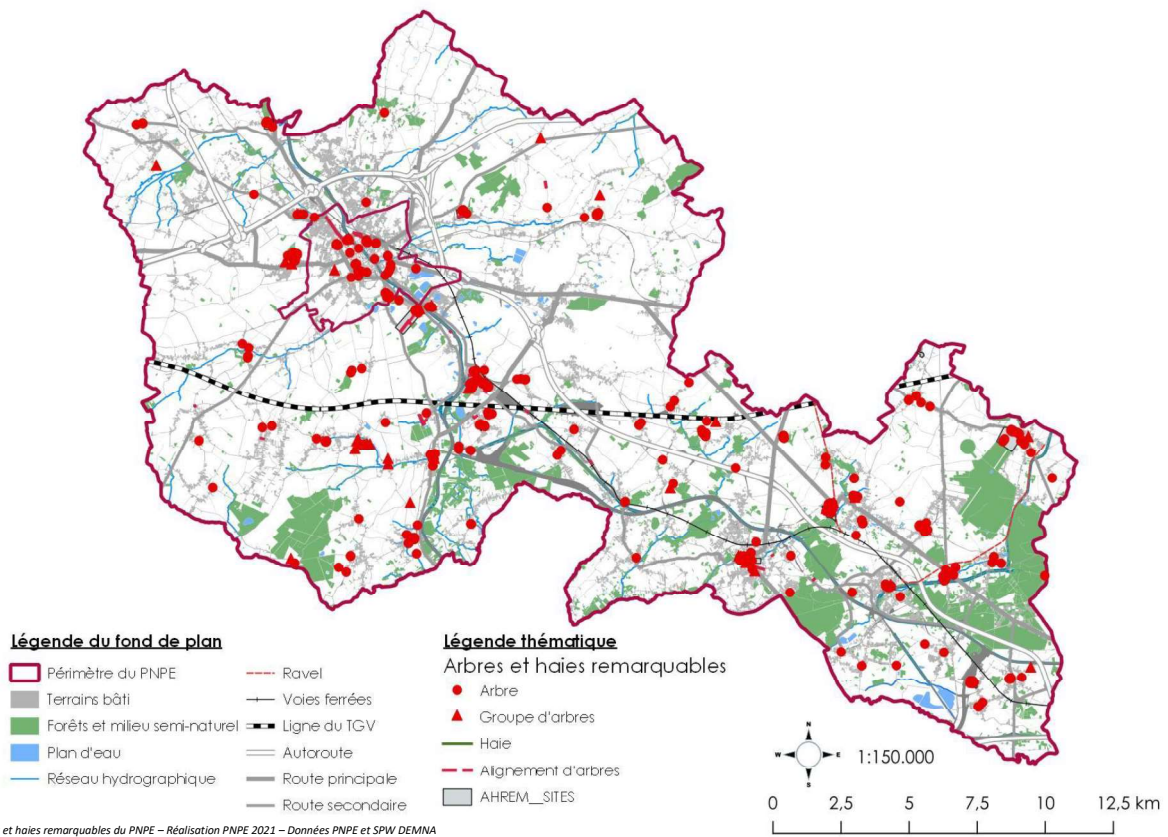 Légende du fond de plan
Périmètre du PNPE
Terrains bâti
Forêts et milieu semi-naturel
Plan d'eau
Réseau hydrographique
Ravel
Voies ferrées
Ligne du TGV
Autoroute
Route principale
Route secondaire
Légende thématique
Arbres et haies remarquables
Arbre
Groupe d'arbres
Haie
Alignement d'arbres
AHREM_SITES
N
W E
S
1:150.000
0 2,5 5 7,5 10 12,5 km
et haies remarquables du PNPE – Réalisation PNPE 2021 – Données PNPE et SPW DEMNA